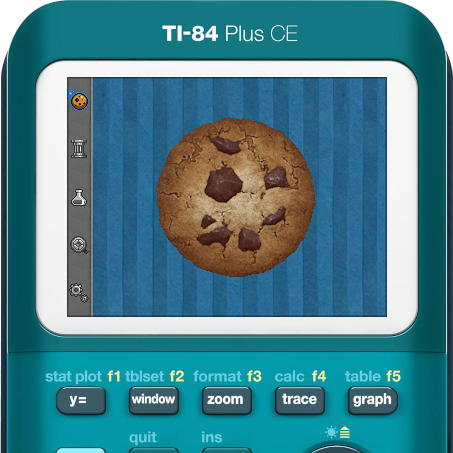 TI-84 Plus CE
stat plot f1 tblset f2 format f3 calc f4 table f5
y= window zoom trace graph
quit ins